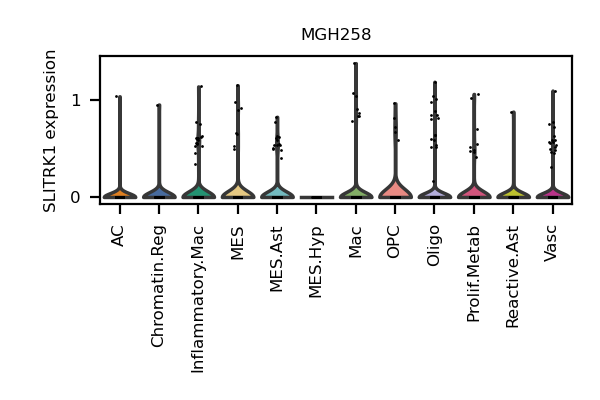 MGH258
SLITRK1 expression
1
0
AC
Chromatin.Reg
Inflammatory.Mac
MES
MES.Ast
MES.Hyp
Mac
OPC
Oligo
Prolif.Metab
Reactive.Ast
Vasc